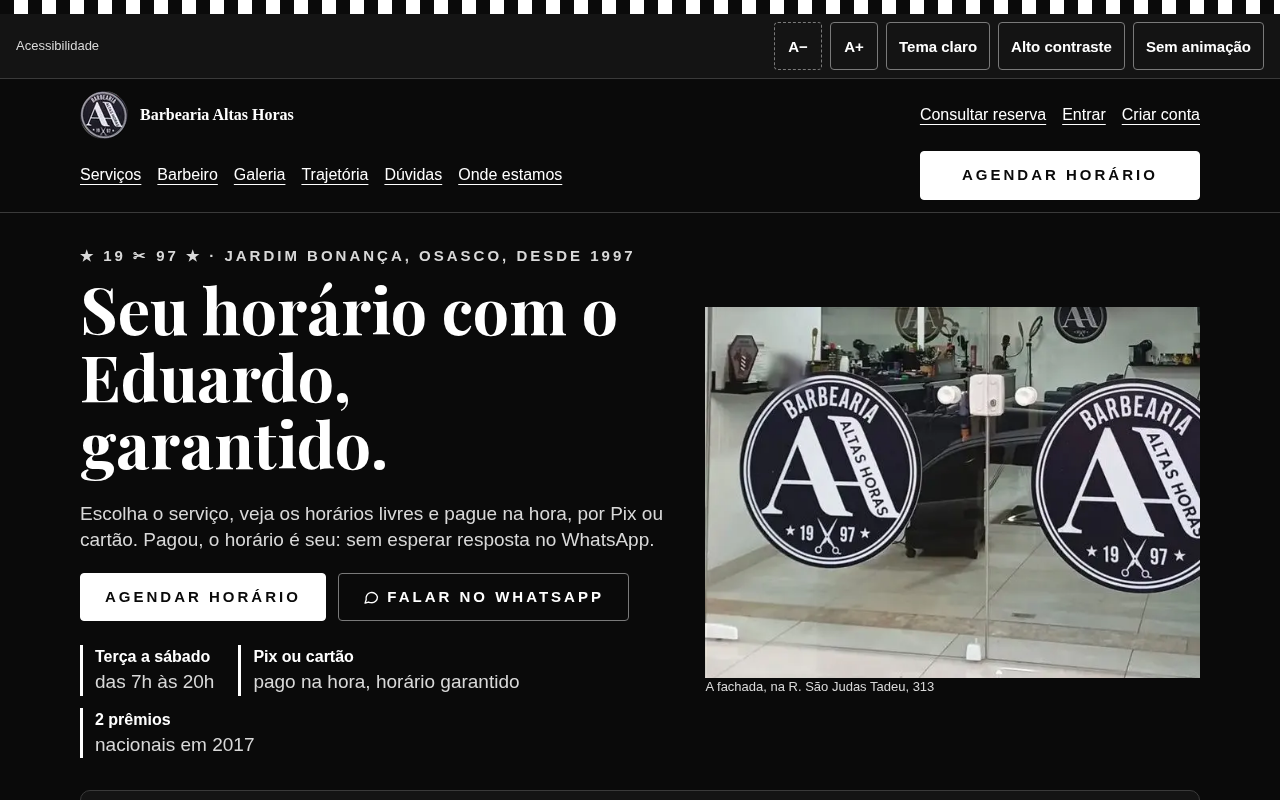 Acessibilidade
A−
A+
Tema claro
Alto contraste
Sem animação
Barbearia Altas Horas
Consultar reserva
Entrar
Criar conta
Serviços
Barbeiro
Galeria
Trajetória
Dúvidas
Onde estamos
AGENDAR HORÁRIO
★ 19 ✂ 97 ★ · JARDIM BONANÇA, OSASCO, DESDE 1997
Seu horário com o
Eduardo,
garantido.
Escolha o serviço, veja os horários livres e pague na hora, por Pix ou
cartão. Pagou, o horário é seu: sem esperar resposta no WhatsApp.
AGENDAR HORÁRIO
FALAR NO WHATSAPP
Terça a sábado
das 7h às 20h
Pix ou cartão
pago na hora, horário garantido
2 prêmios
nacionais em 2017
BARBEARIA
AA
ALTAS HORAS
★ 19 97 ★
BARBEARIA
AA
ALTAS HORAS
★ 19 97 ★
A fachada, na R. São Judas Tadeu, 313